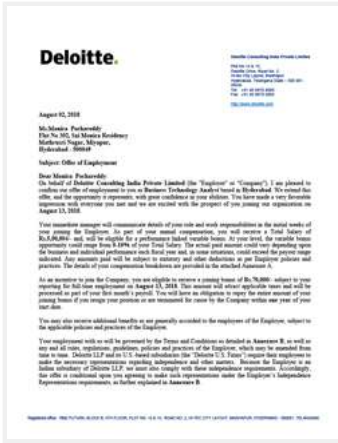 Deloitte.
Deloitte Consulting India Private Limited
August 02, 2018
Ms Monica Pochareddy
Flat No 302, Sai Monica Residency
Mathrusri Nagar, Miyapur,
Hyderabad - 500049
Subject: Offer of Employment
Dear Monica Pochareddy
On behalf of Deloitte Consulting India Private Limited (the "Employer" or "Company"), I am pleased to
confirm our offer of employment to you as Business Technology Analyst based in Hyderabad. We extend this
offer, and the opportunity it represents, with great confidence in your abilities. You have made a very favorable
impression with everyone you met and we are excited with the prospect of you joining our organization on
August 13, 2018.
Your immediate manager will communicate details of your role and work responsibilities in the initial weeks of
your joining the Employer. As part of your annual compensation, you will receive a Total Salary of
and, will be eligible for a performance linked variable bonus. At your level, the variable bonus
opportunity could range from of your Total Salary. The actual paid amount could vary depending upon
the business and individual performance each fiscal year and, in some situations, could exceed the payout range
indicated. Any amounts paid will be subject to statutory and other deductions as per Employer policies and
practices. The details of your compensation breakdown are provided in the attached Annexure A.
As an incentive to join the Company, you are eligible to receive a joining bonus of Rs.70,000/- subject to your
reporting for full-time employment on August 13, 2018. This amount will attract applicable taxes and will be
processed as part of your first month's payroll. You will have an obligation to repay the entire amount of your
joining bonus if you resign your position or are terminated for cause by the Company within one year of your
start date.
You may also receive additional benefits as are generally accorded to the employees of the Employer, subject to
the applicable policies and practices of the Employer.
Your employment with us will be governed by the Terms and Conditions as detailed in Annexure B, as well as
any and all rules, regulations, guidelines, policies and practices of the Employer, which may be amended from
time to time. Deloitte LLP and its U.S.-based subsidiaries (the "Deloitte U.S. Firms") require their employees to
make the necessary representations regarding independence and other matters. Because the Employer is an
Indian subsidiary of Deloitte LLP, we must also comply with these independence requirements. Accordingly,
this offer is conditional upon you agreeing to make such representations under the Employer's Independence
Representations requirements, as further explained in Annexure B.